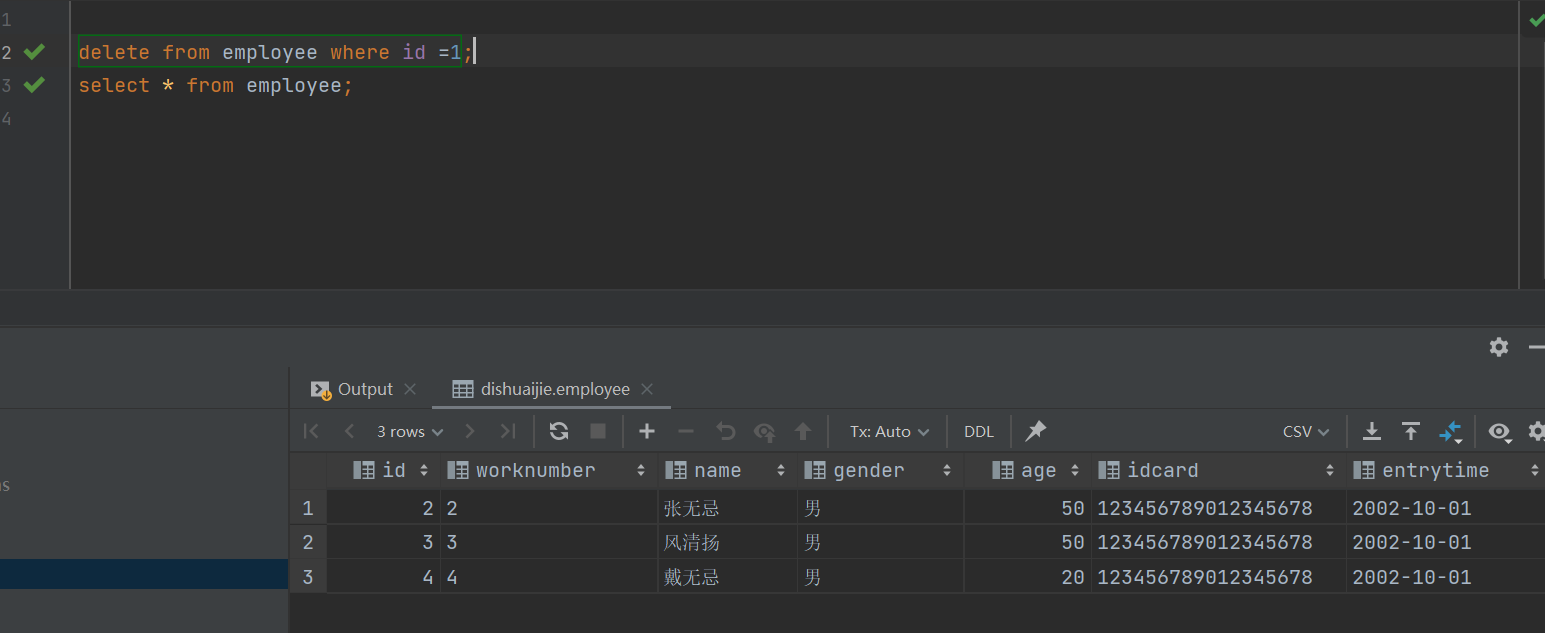 1
2 delete from employee where id =1;
3 select * from employee;
4
Output dishuaijie.employee
3 rows Tx: Auto DDL CSV
id worknumber name gender age idcard entrytime
1 2 2 张无忌 男 50 123456789012345678 2002-10-01
2 3 3 风清扬 男 50 123456789012345678 2002-10-01
3 4 4 戴无忌 男 20 123456789012345678 2002-10-01